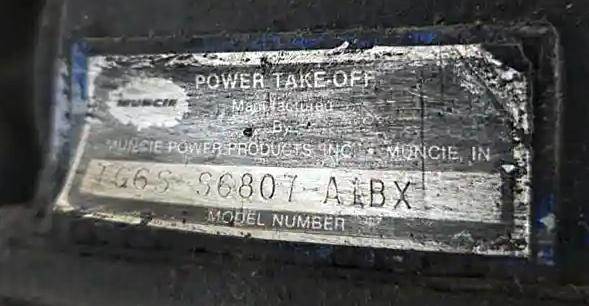 MUNCIE
POWER TAKE-OFF
Manufactured
By
MUNCIE POWER PRODUCTS, INC. • MUNCIE, IN
TG6S-S6807-A1BX
MODEL NUMBER